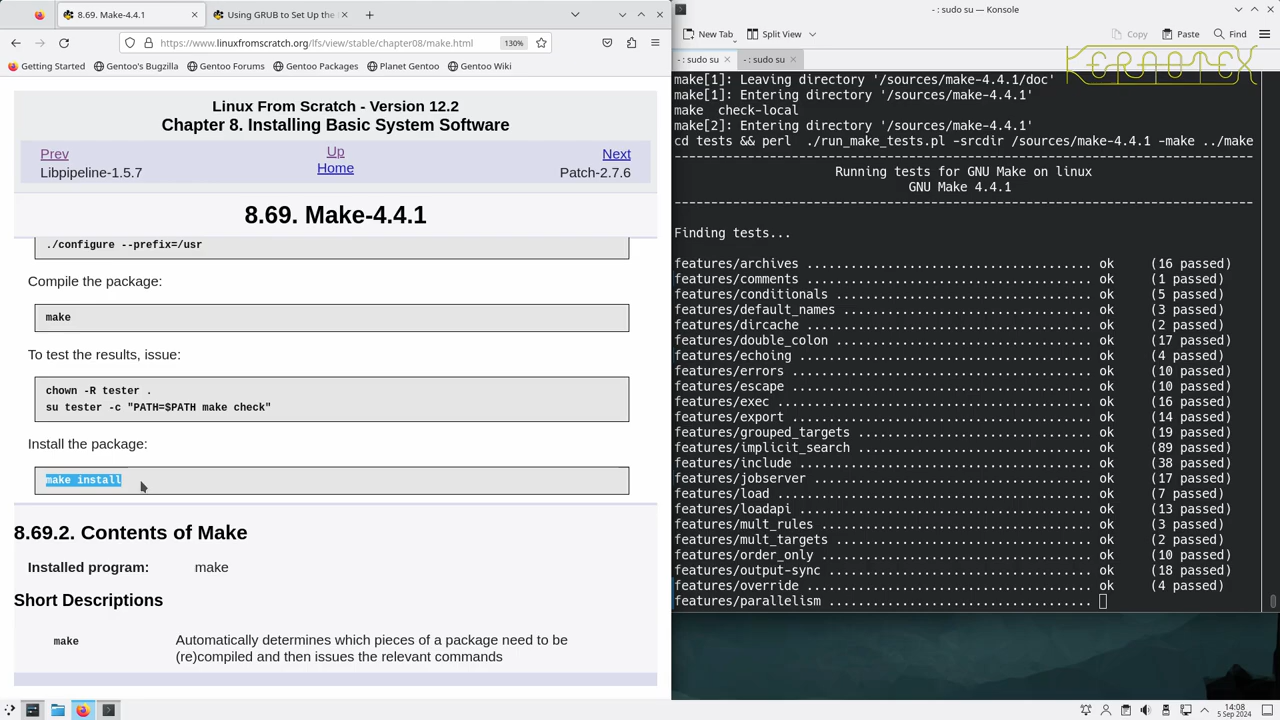 8.69. Make-4.4.1
Using GRUB to Set Up the
https://www.linuxfromscratch.org/lfs/view/stable/chapter08/make.html
130%
Getting Started
Gentoo's Bugzilla
Gentoo Forums
Gentoo Packages
Planet Gentoo
Gentoo Wiki
Linux From Scratch - Version 12.2
Chapter 8. Installing Basic System Software
Prev
Up
Next
Libpipeline-1.5.7
Home
Patch-2.7.6
8.69. Make-4.4.1
./configure --prefix=/usr
Compile the package:
make
To test the results, issue:
chown -R tester .
su tester -c "PATH=$PATH make check"
Install the package:
make install
8.69.2. Contents of Make
Installed program: make
Short Descriptions
make Automatically determines which pieces of a package need to be
(re)compiled and then issues the relevant commands
- : sudo su — Konsole
New Tab
Split View
Copy
Paste
Find
- : sudo su
- : sudo su
KERNOTEX
make[1]: Leaving directory '/sources/make-4.4.1/doc'
make[1]: Entering directory '/sources/make-4.4.1'
make  check-local
make[2]: Entering directory '/sources/make-4.4.1'
cd tests && perl  ./run_make_tests.pl -srcdir /sources/make-4.4.1 -make ../make
------------------------------------------------------------------------------
Running tests for GNU Make on linux
GNU Make 4.4.1
------------------------------------------------------------------------------
Finding tests...
features/archives ....................................... ok     (16 passed)
features/comments ....................................... ok     (1 passed)
features/conditionals ................................... ok     (5 passed)
features/default_names .................................. ok     (3 passed)
features/dircache ....................................... ok     (2 passed)
features/double_colon ................................... ok     (17 passed)
features/echoing ........................................ ok     (4 passed)
features/errors ......................................... ok     (10 passed)
features/escape ......................................... ok     (10 passed)
features/exec ........................................... ok     (16 passed)
features/export ......................................... ok     (14 passed)
features/grouped_targets ................................ ok     (19 passed)
features/implicit_search ................................ ok     (89 passed)
features/include ........................................ ok     (38 passed)
features/jobserver ...................................... ok     (17 passed)
features/load ........................................... ok     (7 passed)
features/loadapi ........................................ ok     (13 passed)
features/mult_rules ..................................... ok     (3 passed)
features/mult_targets ................................... ok     (2 passed)
features/order_only ..................................... ok     (10 passed)
features/output-sync .................................... ok     (18 passed)
features/override ....................................... ok     (4 passed)
features/parallelism ....................................
14:08
5 Sep 2024